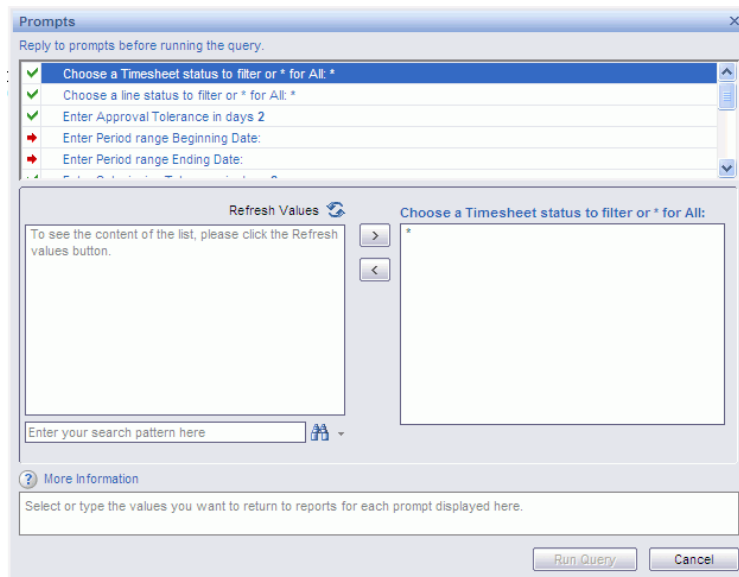 Prompts
Reply to prompts before running the query.
Choose a Timesheet status to filter or * for All: *
Choose a line status to filter or * for All: *
Enter Approval Tolerance in days 2
Enter Period range Beginning Date:
Enter Period range Ending Date:
Refresh Values
To see the content of the list, please click the Refresh
values button.
>
<
Choose a Timesheet status to filter or * for All:
*
Enter your search pattern here
? More Information
Select or type the values you want to return to reports for each prompt displayed here.
Run Query
Cancel